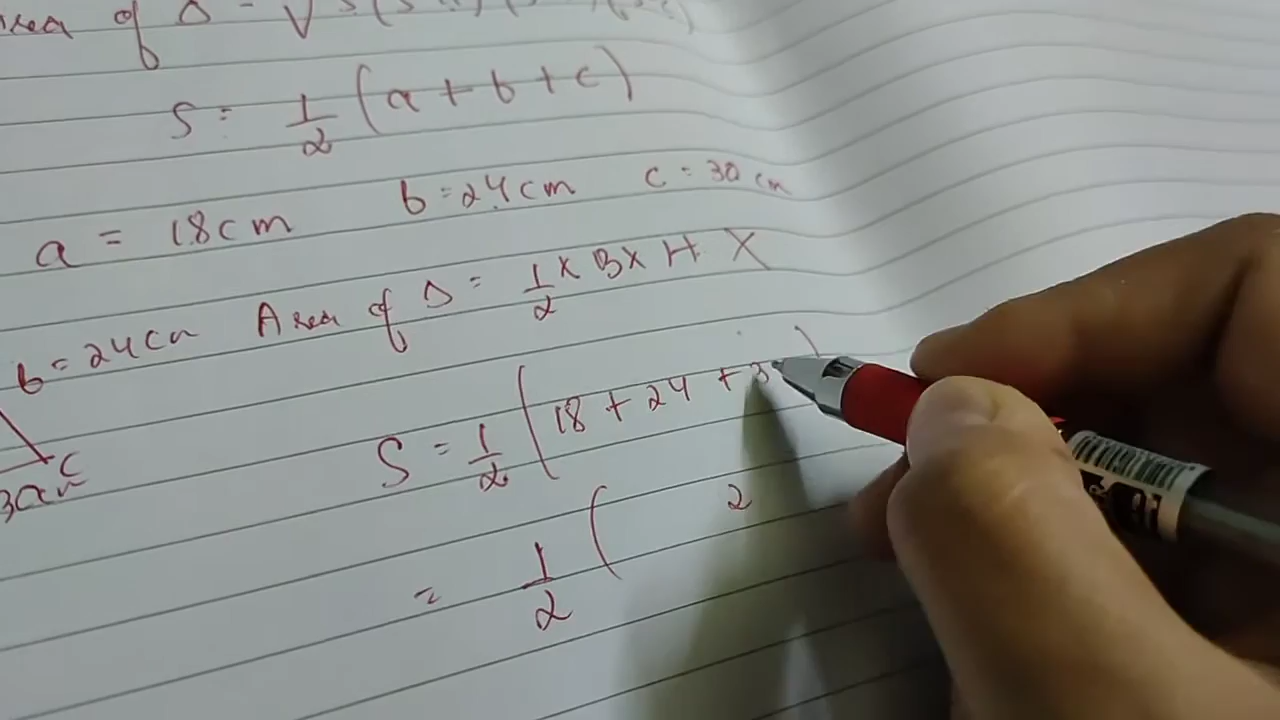 Area of Δ = √
S = 1/2 (a + b + c)
a = 18cm b = 24cm c = 30 cm
b = 24cm Area of Δ = 1/2 × B × H X
C
30cm
S = 1/2 (18 + 24 + 3 )
= 1/2 ( 2